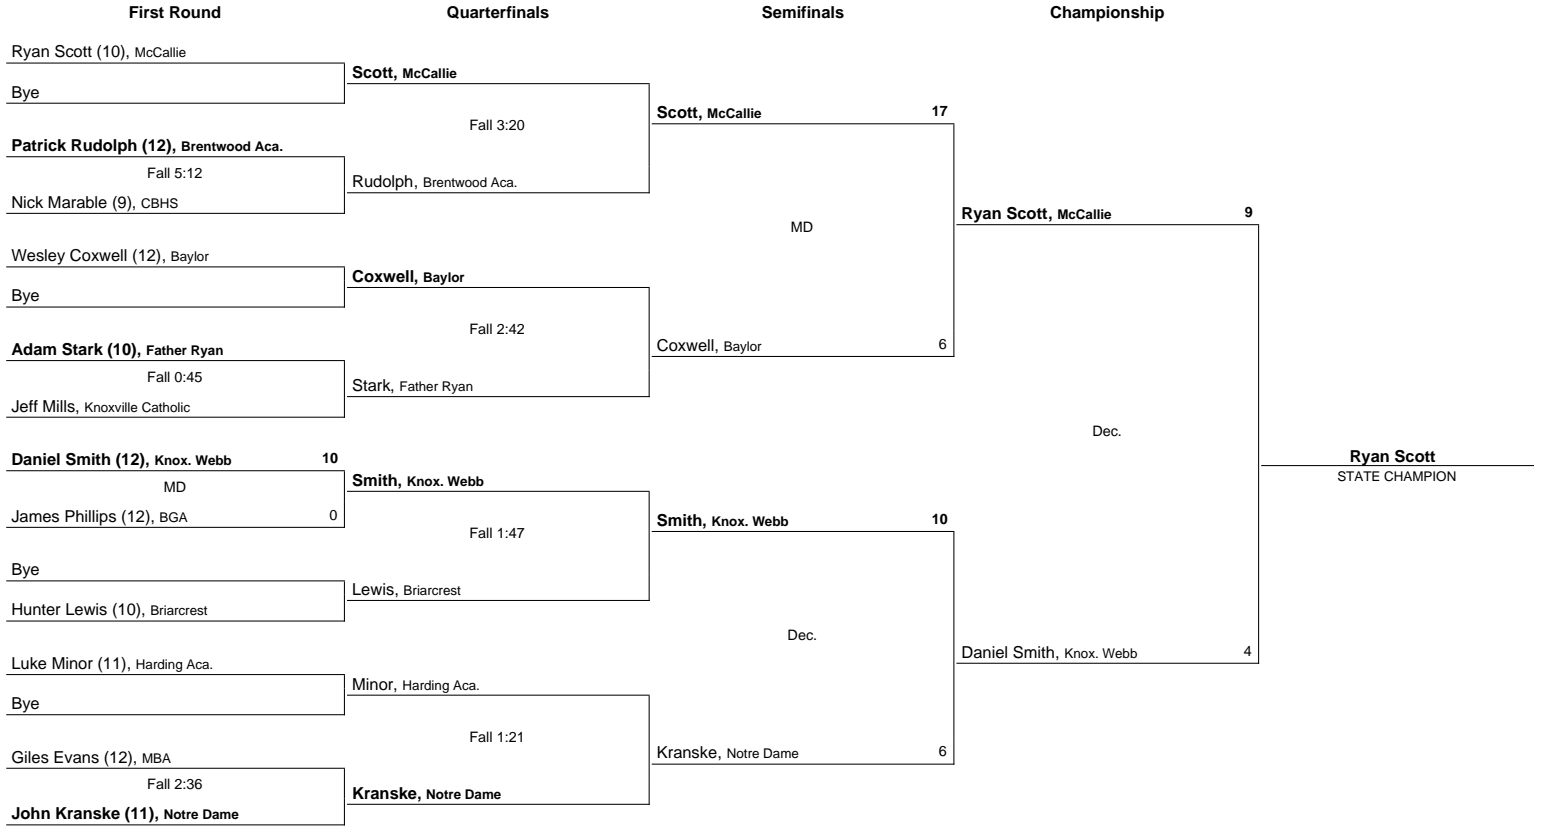 First Round
Quarterfinals
Semifinals
Championship
Ryan Scott (10), McCallie
Bye
Patrick Rudolph (12), Brentwood Aca.
Fall 5:12
Nick Marable (9), CBHS
Wesley Coxwell (12), Baylor
Bye
Adam Stark (10), Father Ryan
Fall 0:45
Jeff Mills, Knoxville Catholic
Daniel Smith (12), Knox. Webb 10
MD
James Phillips (12), BGA 0
Bye
Hunter Lewis (10), Briarcrest
Luke Minor (11), Harding Aca.
Bye
Giles Evans (12), MBA
Fall 2:36
John Kranske (11), Notre Dame
Scott, McCallie
Fall 3:20
Rudolph, Brentwood Aca.
Coxwell, Baylor
Fall 2:42
Stark, Father Ryan
Smith, Knox. Webb
Fall 1:47
Lewis, Briarcrest
Minor, Harding Aca.
Fall 1:21
Kranske, Notre Dame
Scott, McCallie 17
MD
Coxwell, Baylor 6
Smith, Knox. Webb 10
Dec.
Kranske, Notre Dame 6
Ryan Scott, McCallie 9
Dec.
Daniel Smith, Knox. Webb 4
Ryan Scott
STATE CHAMPION